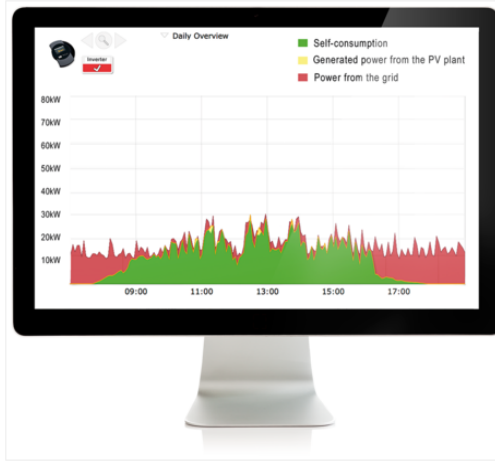 Daily Overview
Inverter
Self-consumption
Generated power from the PV plant
Power from the grid
80kW
70kW
60kW
50kW
40kW
30kW
20kW
10kW
09:00
11:00
13:00
15:00
17:00